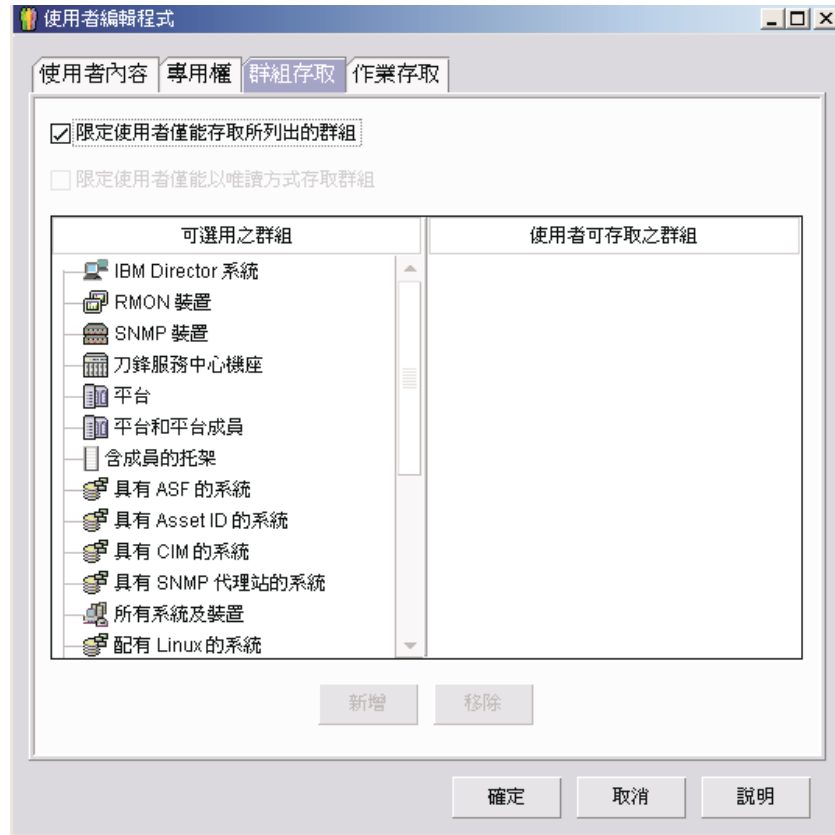 使用者編輯程式
使用者內容 專用權 群組存取 作業存取
限定使用者僅能存取所列出的群組
限定使用者僅能以唯讀方式存取群組
可選用之群組 使用者可存取之群組
IBM Director 系統
RMON 裝置
SNMP 裝置
刀鋒服務中心機座
平台
平台和平台成員
含成員的托架
具有 ASF 的系統
具有 Asset ID 的系統
具有 CIM 的系統
具有 SNMP 代理站的系統
所有系統及裝置
配有 Linux 的系統
新增 移除
確定 取消 說明